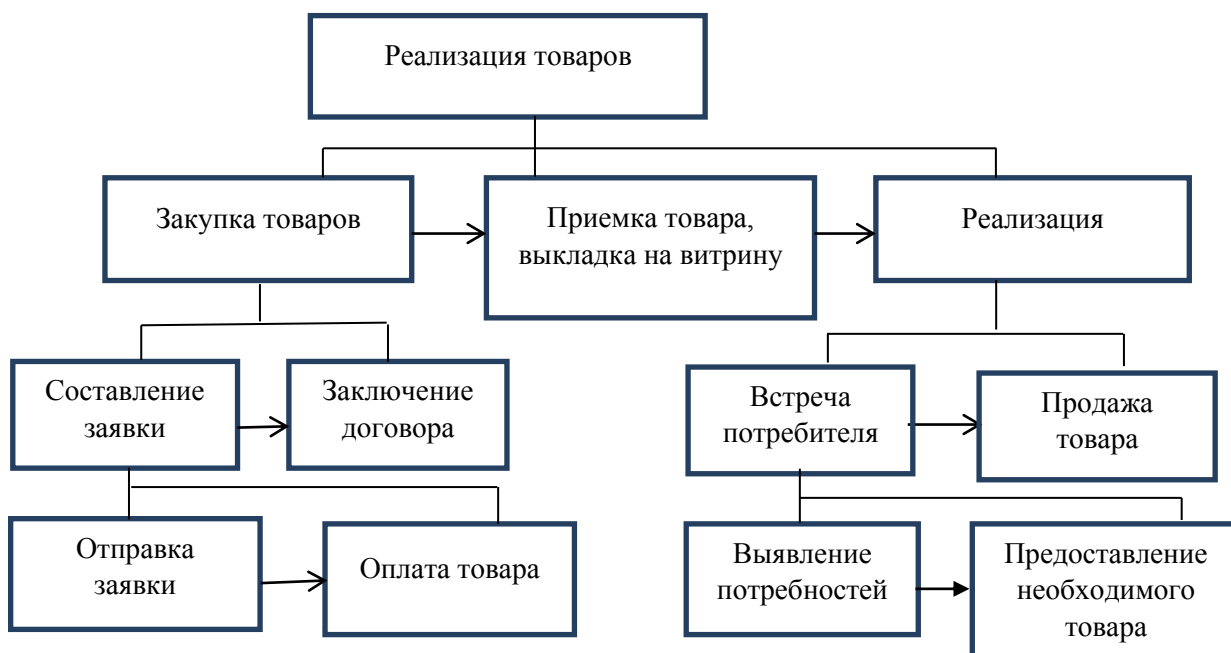 Реализация товаров
Закупка товаров
Приемка товара,
выкладка на витрину
Реализация
Составление
заявки
Заключение
договора
Встреча
потребителя
Продажа
товара
Отправка
заявки
Оплата товара
Выявление
потребностей
Предоставление
необходимого
товара